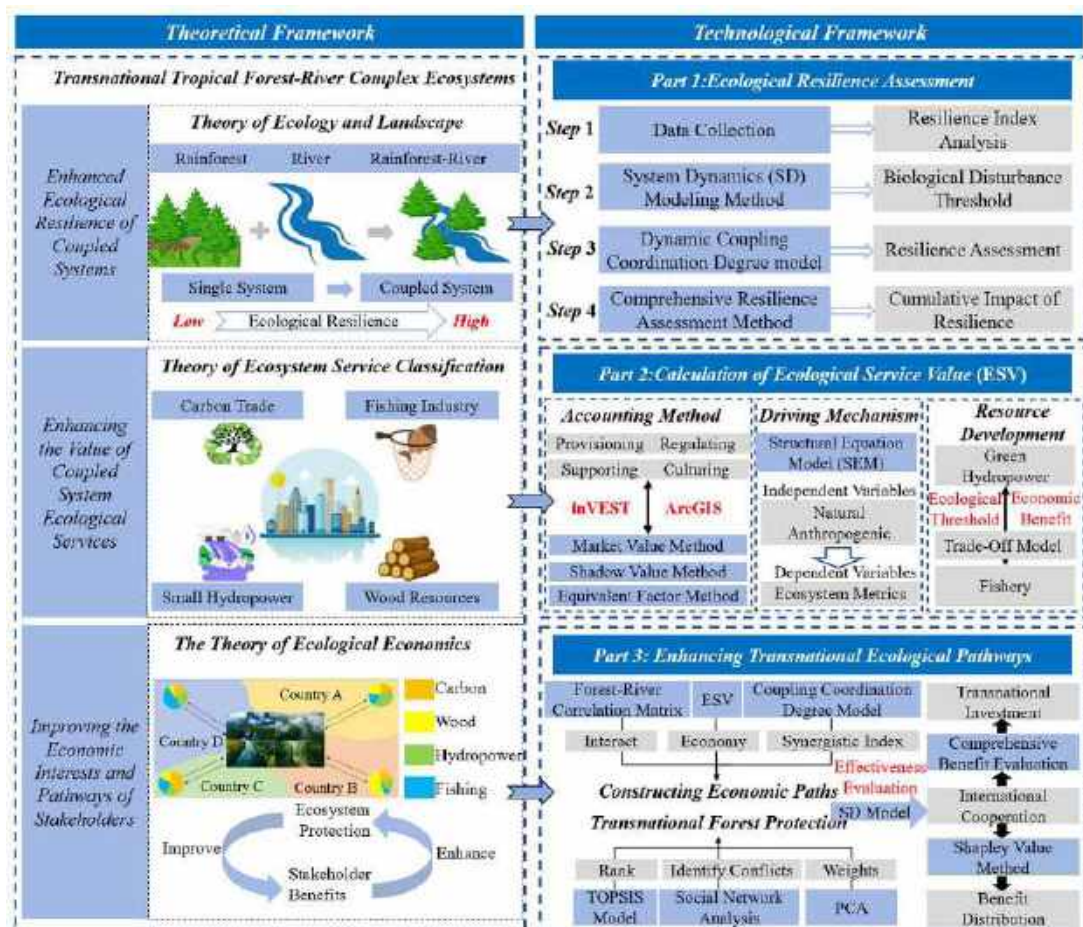 Theoretical Framework
Transnational Tropical Forest-River Complex Ecosystems
Enhanced
Ecological
Resilience of
Coupled
Systems
Theory of Ecology and Landscape
Rainforest River Rainforest-River
Single System Coupled System
Low Ecological Resilience High
Enhancing
the Value of
Coupled
System
Ecological
Services
Theory of Ecosystem Service Classification
Carbon Trade Fishing Industry
Small Hydropower Wood Resources
Improving the
Economic
Interests and
Pathways of
Stakeholders
The Theory of Ecological Economics
Country A
Country D
Country C Country B
Carbon
Wood
Hydropower
Fishing
Ecosystem
Protection
Improve
Enhance
Stakeholder
Benefits
Technological Framework
Part 1:Ecological Resilience Assessment
Step 1 Data Collection
Resilience Index
Analysis
Step 2 System Dynamics (SD)
Modeling Method
Biological Disturbance
Threshold
Step 3 Dynamic Coupling
Coordination Degree model
Resilience Assessment
Step 4 Comprehensive Resilience
Assessment Method
Cumulative Impact of
Resilience
Part 2:Calculation of Ecological Service Value (ESV)
Accounting Method
Provisioning Regulating
Supporting Culturing
InVEST ArcGIS
Market Value Method
Shadow Value Method
Equivalent Factor Method
Driving Mechanism
Structural Equation
Model (SEM)
Independent Variables
Natural
Anthropogenic
Dependent Variables
Ecosystem Metrics
Resource
Development
Green
Hydropower
Ecological
Threshold
Economic
Benefit
Trade-Off Model
Fishery
Part 3: Enhancing Transnational Ecological Pathways
Forest-River
Correlation Matrix
ESV
Coupling Coordination
Degree Model
Interset Economy Synergistic Index
Constructing Economic Paths
Transnational Forest Protection
Effectiveness
Evaluation
SD Model
Rank Identify Conflicts Weights
TOPSIS
Model
Social Network
Analysis
PCA
Transnational
Investment
Comprehensive
Benefit Evaluation
International
Cooperation
Shapley Value
Method
Benefit
Distribution